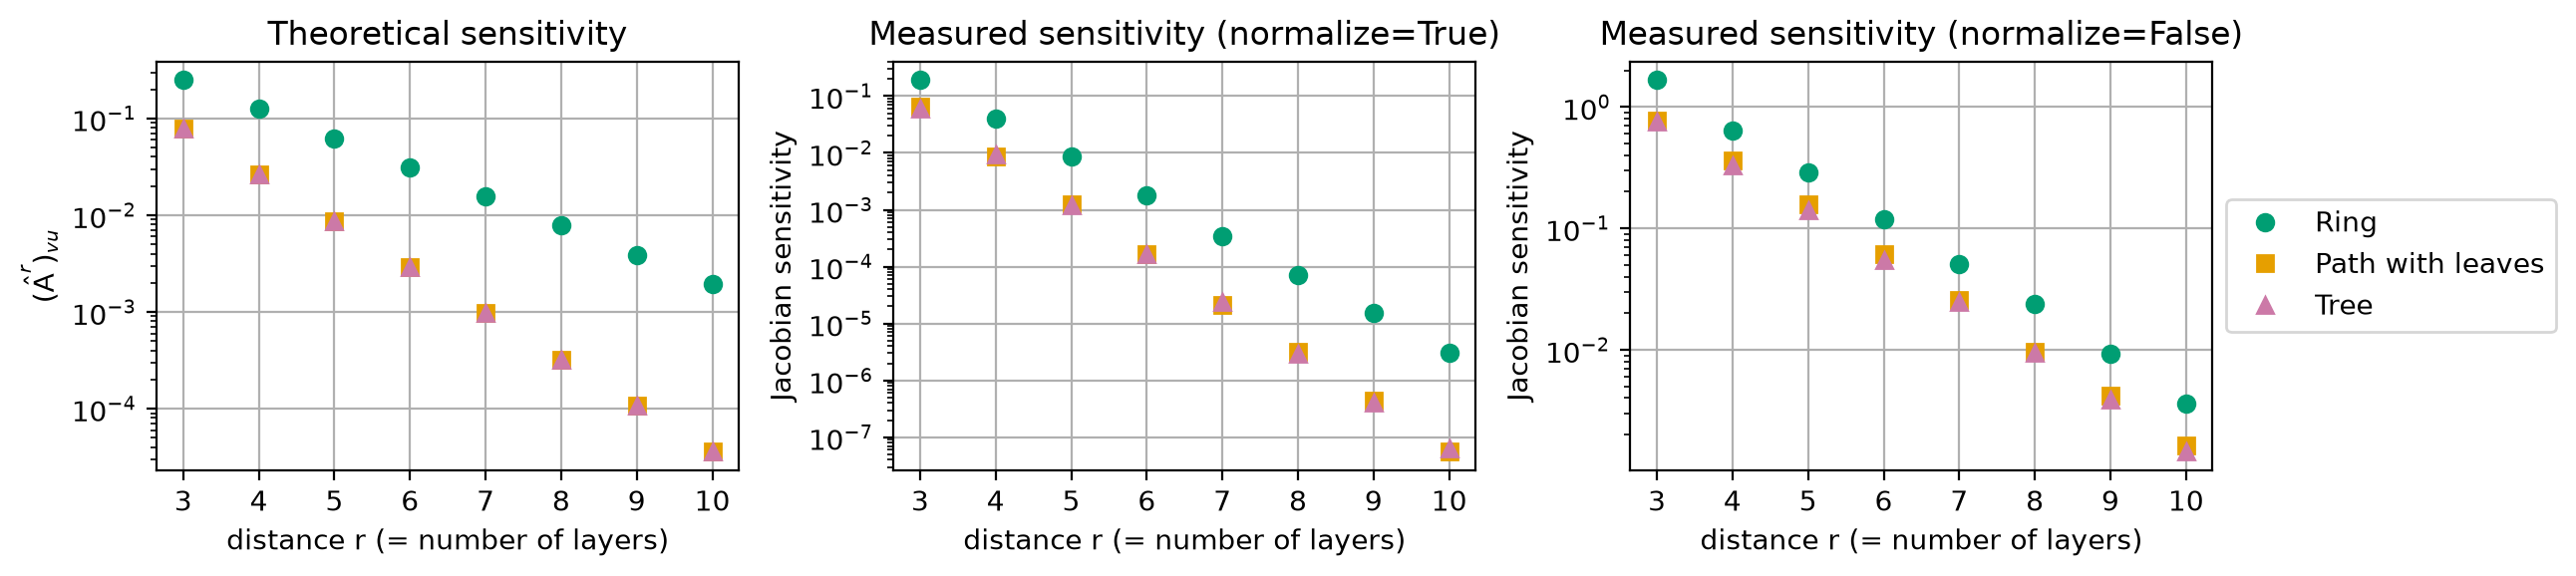 Theoretical sensitivity
10⁻¹
10⁻²
10⁻³
10⁻⁴
(Â^r)_{vu}
3 4 5 6 7 8 9 10
distance r (= number of layers)
Measured sensitivity (normalize=True)
10⁻¹
10⁻²
10⁻³
10⁻⁴
10⁻⁵
10⁻⁶
10⁻⁷
Jacobian sensitivity
3 4 5 6 7 8 9 10
distance r (= number of layers)
Measured sensitivity (normalize=False)
10⁰
10⁻¹
10⁻²
Jacobian sensitivity
3 4 5 6 7 8 9 10
distance r (= number of layers)
Ring
Path with leaves
Tree